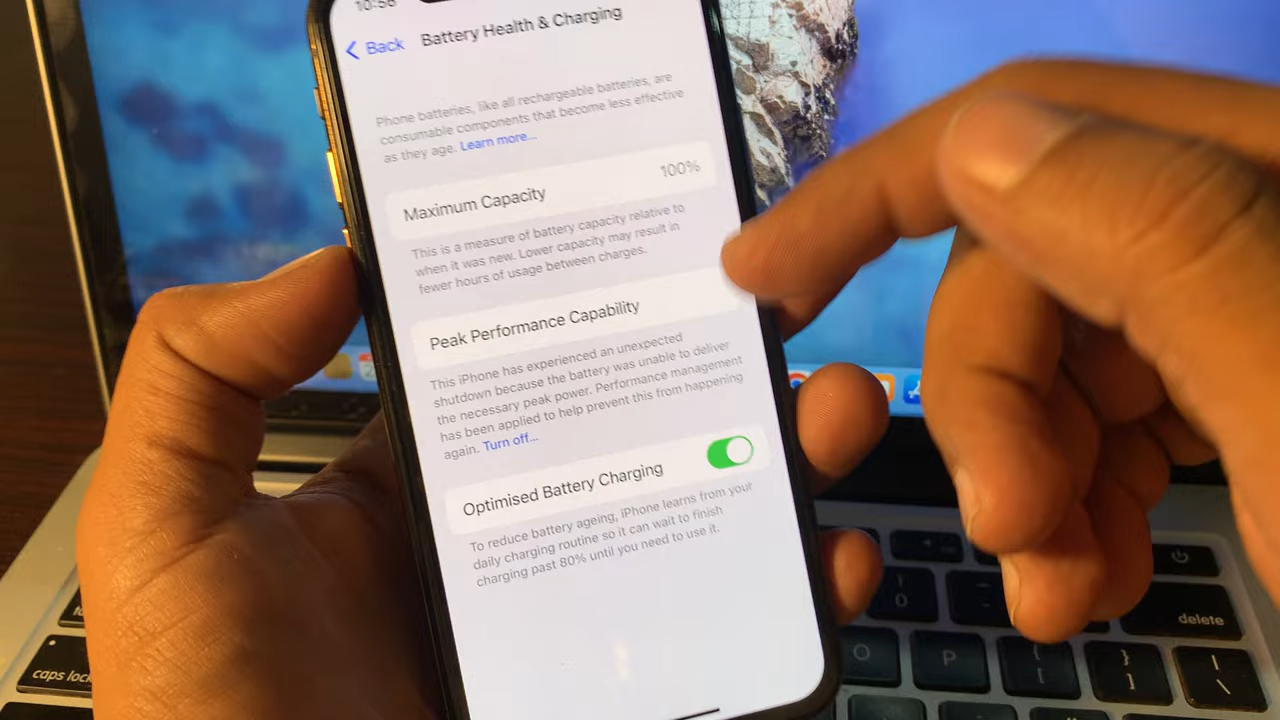 10:56
Back
Battery Health & Charging
Phone batteries, like all rechargeable batteries, are
consumable components that become less effective
as they age. Learn more...
Maximum Capacity 100%
This is a measure of battery capacity relative to
when it was new. Lower capacity may result in
fewer hours of usage between charges.
Peak Performance Capability
This iPhone has experienced an unexpected
shutdown because the battery was unable to deliver
the necessary peak power. Performance management
has been applied to help prevent this from happening
again. Turn off...
Optimised Battery Charging
To reduce battery ageing, iPhone learns from your
daily charging routine so it can wait to finish
charging past 80% until you need to use it.
delete
caps loc
O
P